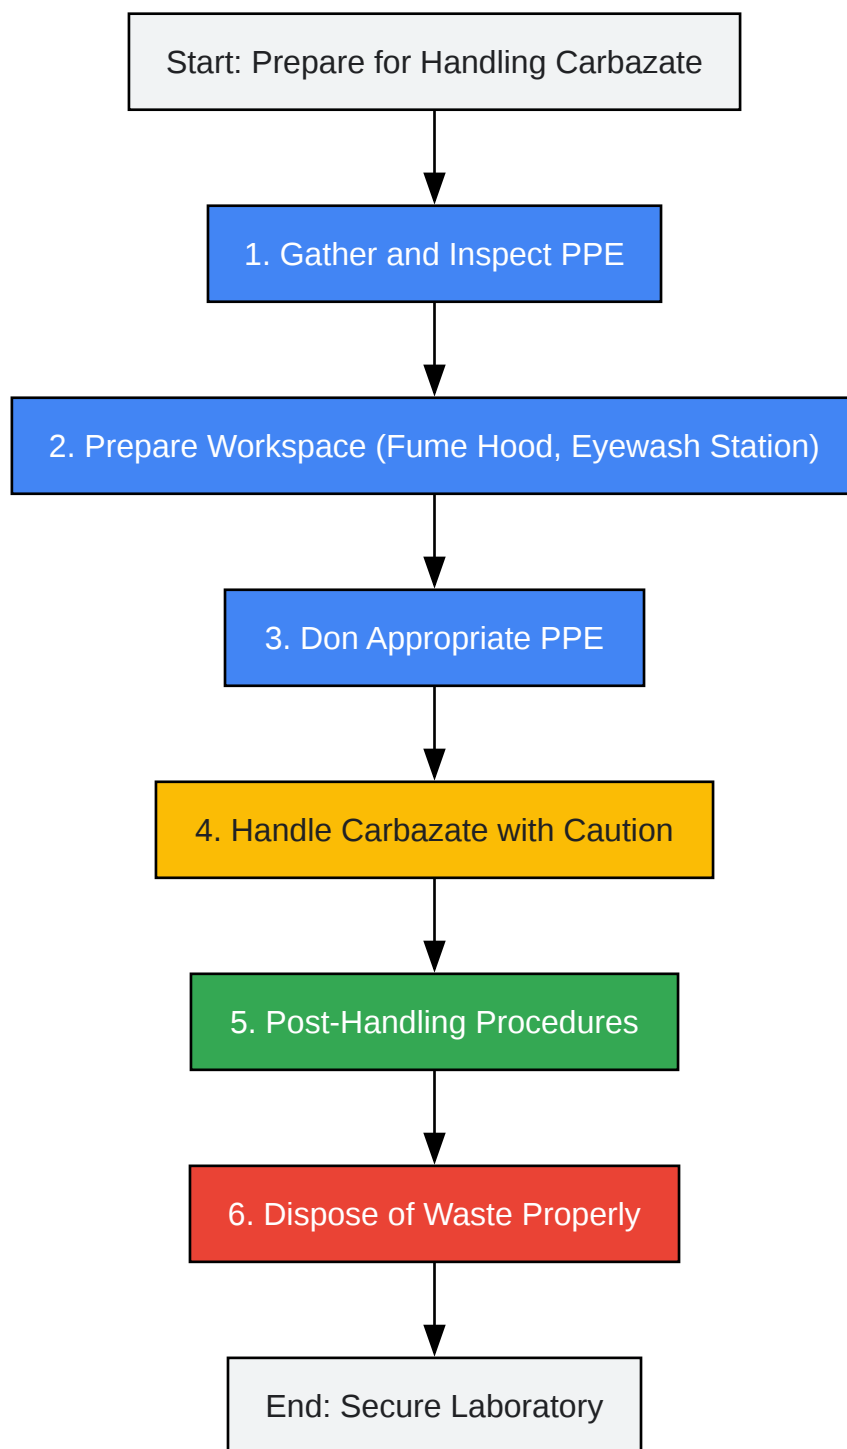 Start: Prepare for Handling Carbazate
1. Gather and Inspect PPE
2. Prepare Workspace (Fume Hood, Eyewash Station)
3. Don Appropriate PPE
4. Handle Carbazate with Caution
5. Post-Handling Procedures
6. Dispose of Waste Properly
End: Secure Laboratory